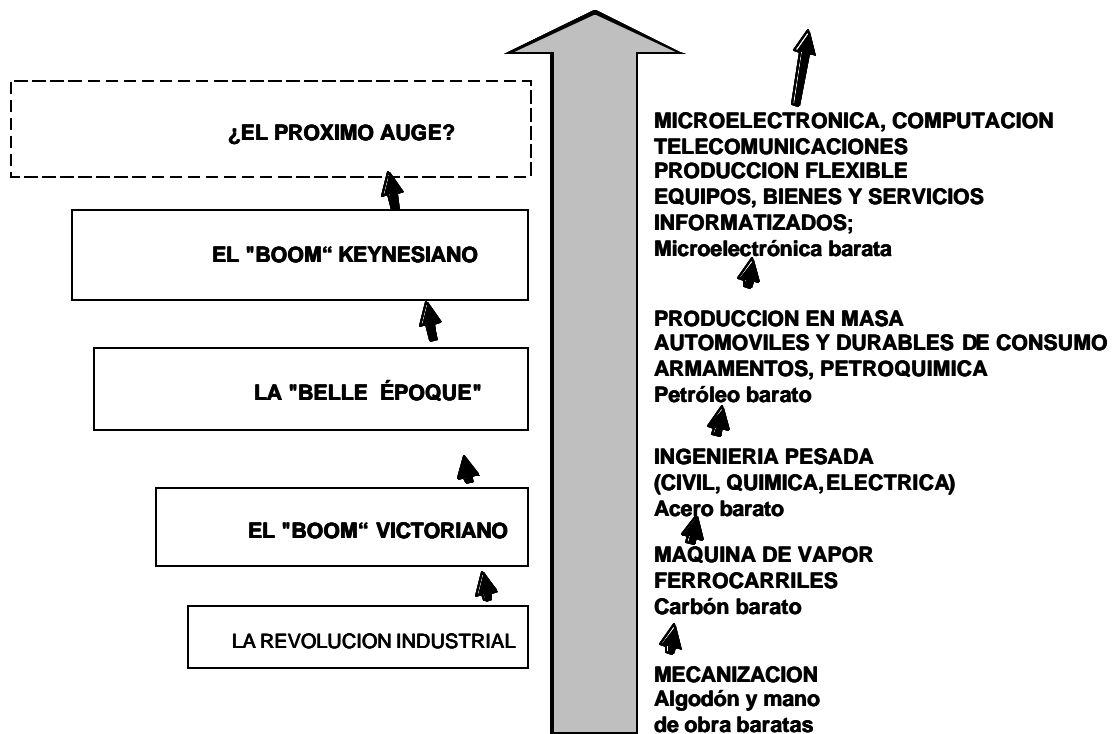 ¿EL PROXIMO AUGE?
EL "BOOM“ KEYNESIANO
LA "BELLE ÉPOQUE"
EL "BOOM“ VICTORIANO
LA REVOLUCION INDUSTRIAL
MICROELECTRONICA, COMPUTACION
TELECOMUNICACIONES
PRODUCCION FLEXIBLE
EQUIPOS, BIENES Y SERVICIOS
INFORMATIZADOS;
Microelectrónica barata
PRODUCCION EN MASA
AUTOMOVILES Y DURABLES DE CONSUMO
ARMAMENTOS, PETROQUIMICA
Petróleo barato
INGENIERIA PESADA
(CIVIL, QUIMICA, ELECTRICA)
Acero barato
MAQUINA DE VAPOR
FERROCARRILES
Carbón barato
MECANIZACION
Algodón y mano
de obra baratas